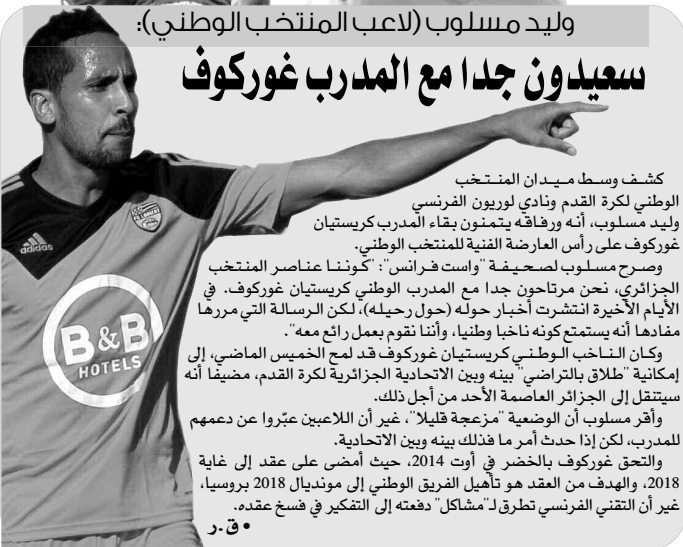 وليد مسلوب (لاعب المنتخب الوطني):
سعيدون جدا مع المدرب غوركوف
كشف وسط ميدان المنتخب
الوطني لكرة القدم ونادي لوريون الفرنسي
وليد مسلوب، أنه ورفاقه يتمنون بقاء المدرب كريستيان
غوركوف على رأس العارضة الفنية للمنتخب الوطني.
وصرح مسلوب لصحيفة "واست فرانس": "كوننا عناصر المنتخب
الجزائري، نحن مرتاحون جدا مع المدرب الوطني كريستيان غوركوف. في
الأيام الأخيرة انتشرت أخبار حوله (حول رحيله)، لكن الرسالة التي مررها
مفادها أنه يستمتع كونه ناخبا وطنيا، وأننا نقوم بعمل رائع معه".
وكان الناخب الوطني كريستيان غوركوف قد لمح الخميس الماضي، إلى
إمكانية "طلاق بالتراضي" بينه وبين الاتحادية الجزائرية لكرة القدم، مضيفا أنه
سيتنقل إلى الجزائر العاصمة الأحد من أجل ذلك.
وأقر مسلوب أن الوضعية "مزعجة قليلا"، غير أن اللاعبين عبّروا عن دعمهم
للمدرب، لكن إذا حدث أمر ما فذلك بينه وبين الاتحادية.
والتحق غوركوف بالخضر في أوت 2014، حيث أمضى على عقد إلى غاية
2018، والهدف من العقد هو تأهيل الفريق الوطني إلى مونديال 2018 بروسيا،
غير أن التقني الفرنسي تطرق لـ"مشاكل" دفعته إلى التفكير في فسخ عقده.
• ق.ر
adidas
B&B
HOTELS